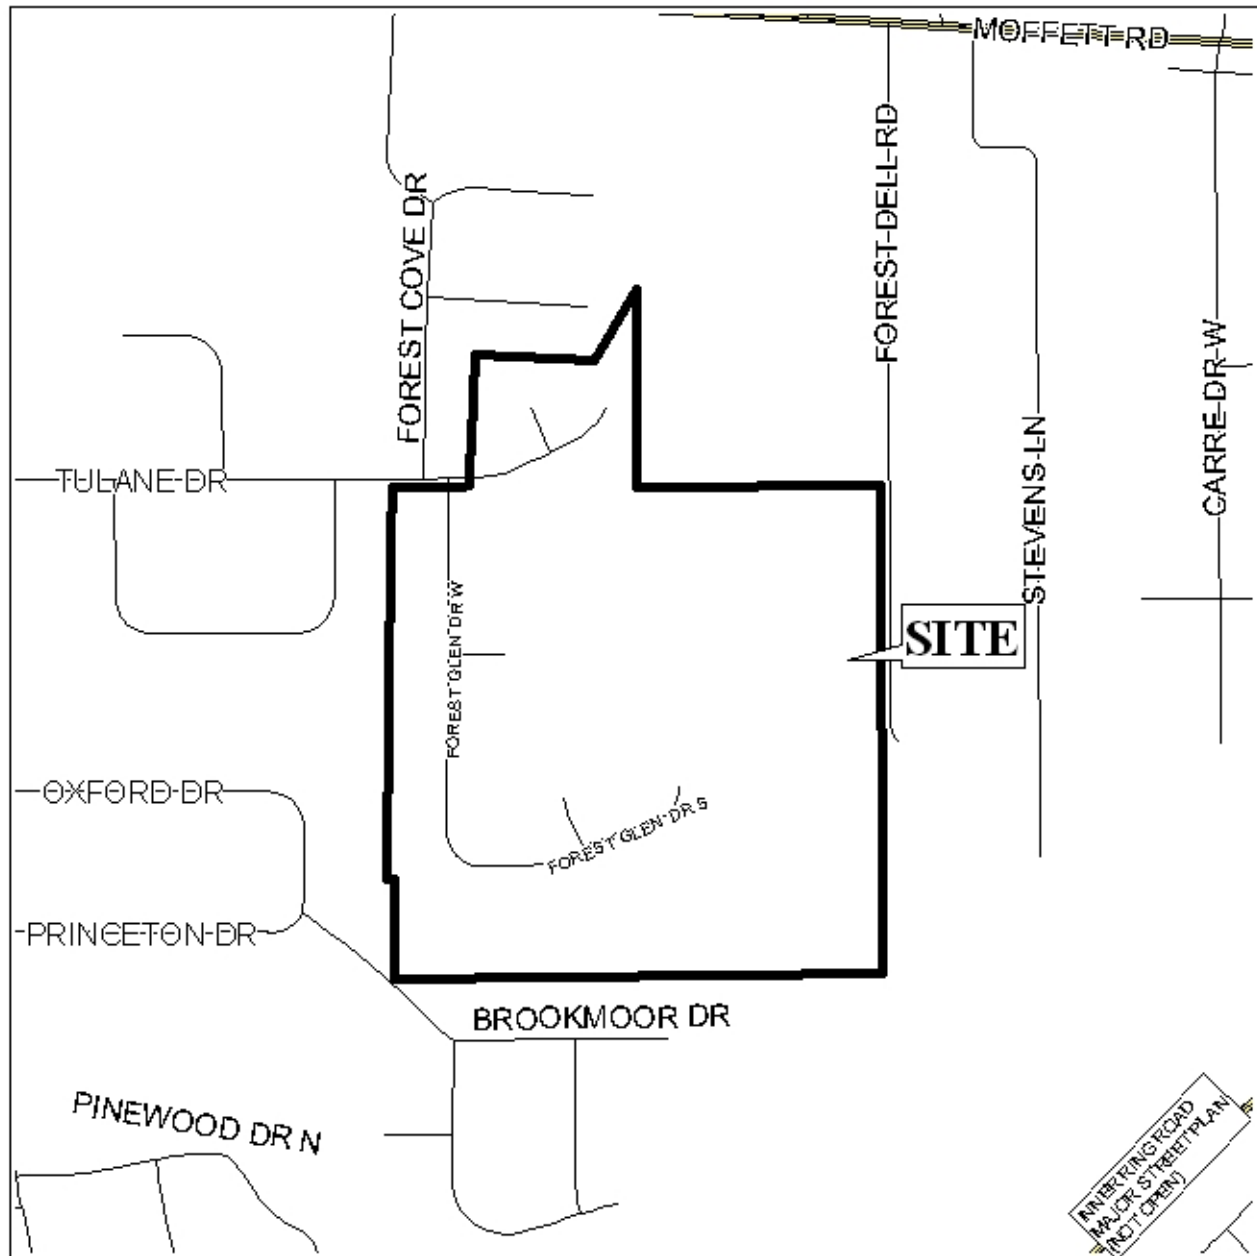 MOFFETT RD
FOREST DELL RD
FOREST COVE DR
CARRE DR W
STEVENS LN
TULANE DR
FOREST GLEN DR W
SITE
OXFORD DR
FOREST GLEN DR S
PRINCETON DR
BROOKMOOR DR
PINEWOOD DR N
INNER RING ROAD
MAJOR STREET PLAN
(NOT OPEN)